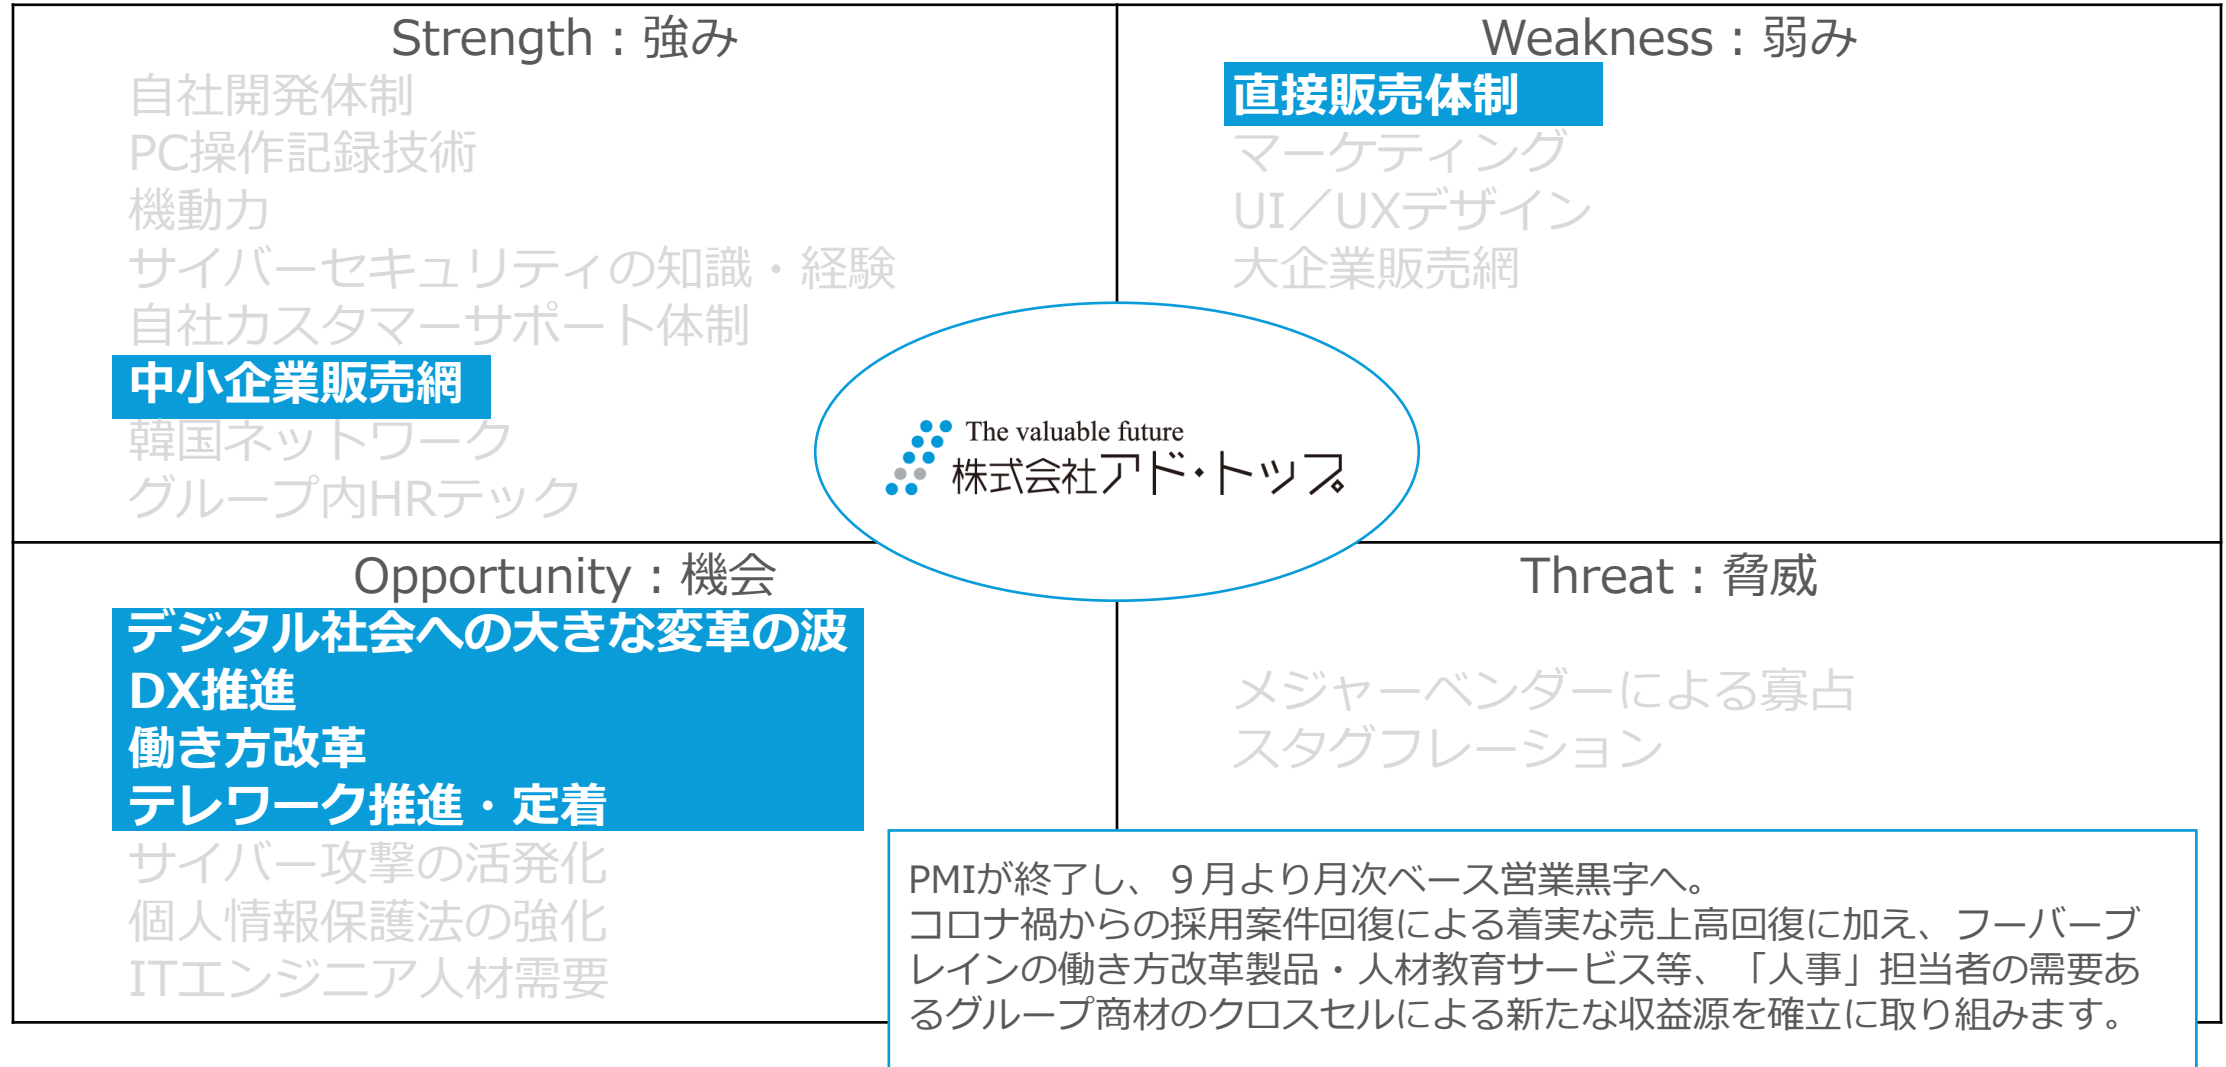 Strength：強み
自社開発体制
PC操作記録技術
機動力
サイバーセキュリティの知識・経験
自社カスタマーサポート体制
中小企業販売網
韓国ネットワーク
グループ内HRテック
Weakness：弱み
直接販売体制
マーケティング
UI／UXデザイン
大企業販売網
The valuable future
株式会社アド・トップ
Opportunity：機会
デジタル社会への大きな変革の波
DX推進
働き方改革
テレワーク推進・定着
サイバー攻撃の活発化
個人情報保護法の強化
ITエンジニア人材需要
Threat：脅威
メジャーベンダーによる寡占
スタグフレーション
PMIが終了し、９月より月次ベース営業黒字へ。
コロナ禍からの採用案件回復による着実な売上高回復に加え、フーバーブ
レインの働き方改革製品・人材教育サービス等、「人事」担当者の需要あ
るグループ商材のクロスセルによる新たな収益源を確立に取り組みます。